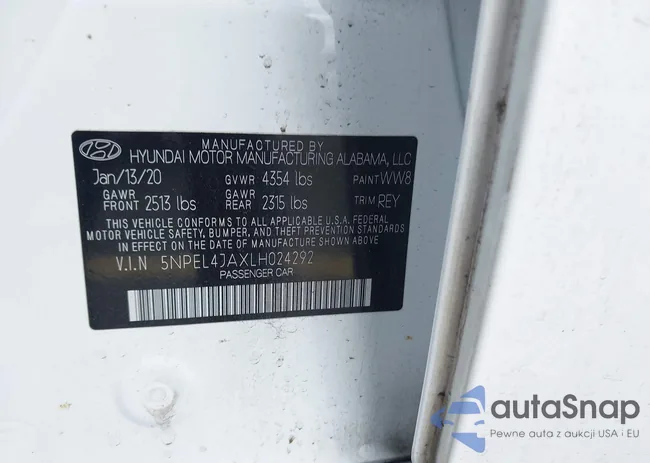 MANUFACTURED BY
HYUNDAI MOTOR MANUFACTURING ALABAMA, LLC
Jan/13/20 GVWR 4354 lbs PAINT WW8
GAWR FRONT 2513 lbs GAWR REAR 2315 lbs TRIM REY
THIS VEHICLE CONFORMS TO ALL APPLICABLE U.S.A. FEDERAL
MOTOR VEHICLE SAFETY, BUMPER, AND THEFT PREVENTION STANDARDS
IN EFFECT ON THE DATE OF MANUFACTURE SHOWN ABOVE.
V.I.N 5NPEL4JAXLH024292
PASSENGER CAR
autaSnap
Pewne auta z aukcji USA i EU